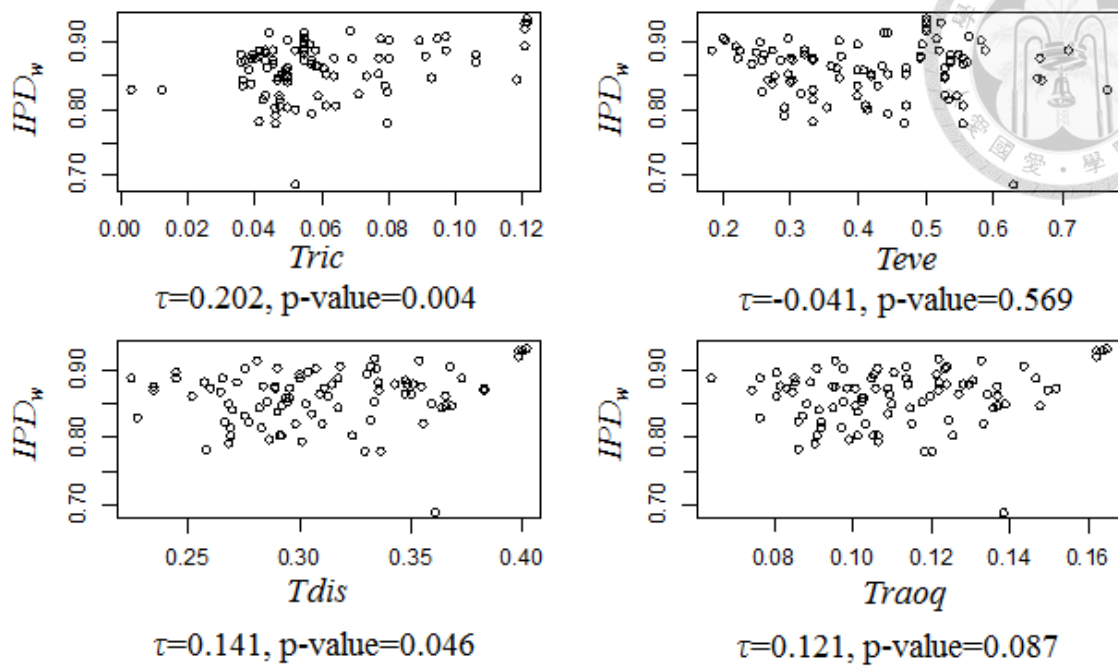 0.90
0.80
0.70
IPD_w
0.00 0.02 0.04 0.06 0.08 0.10 0.12
Tric
τ=0.202, p-value=0.004
0.90
0.80
0.70
IPD_w
0.2 0.3 0.4 0.5 0.6 0.7
Teve
τ=-0.041, p-value=0.569
學
愛國愛學
0.90
0.80
0.70
IPD_w
0.25 0.30 0.35 0.40
Tdis
τ=0.141, p-value=0.046
0.90
0.80
0.70
IPD_w
0.08 0.10 0.12 0.14 0.16
Traoq
τ=0.121, p-value=0.087